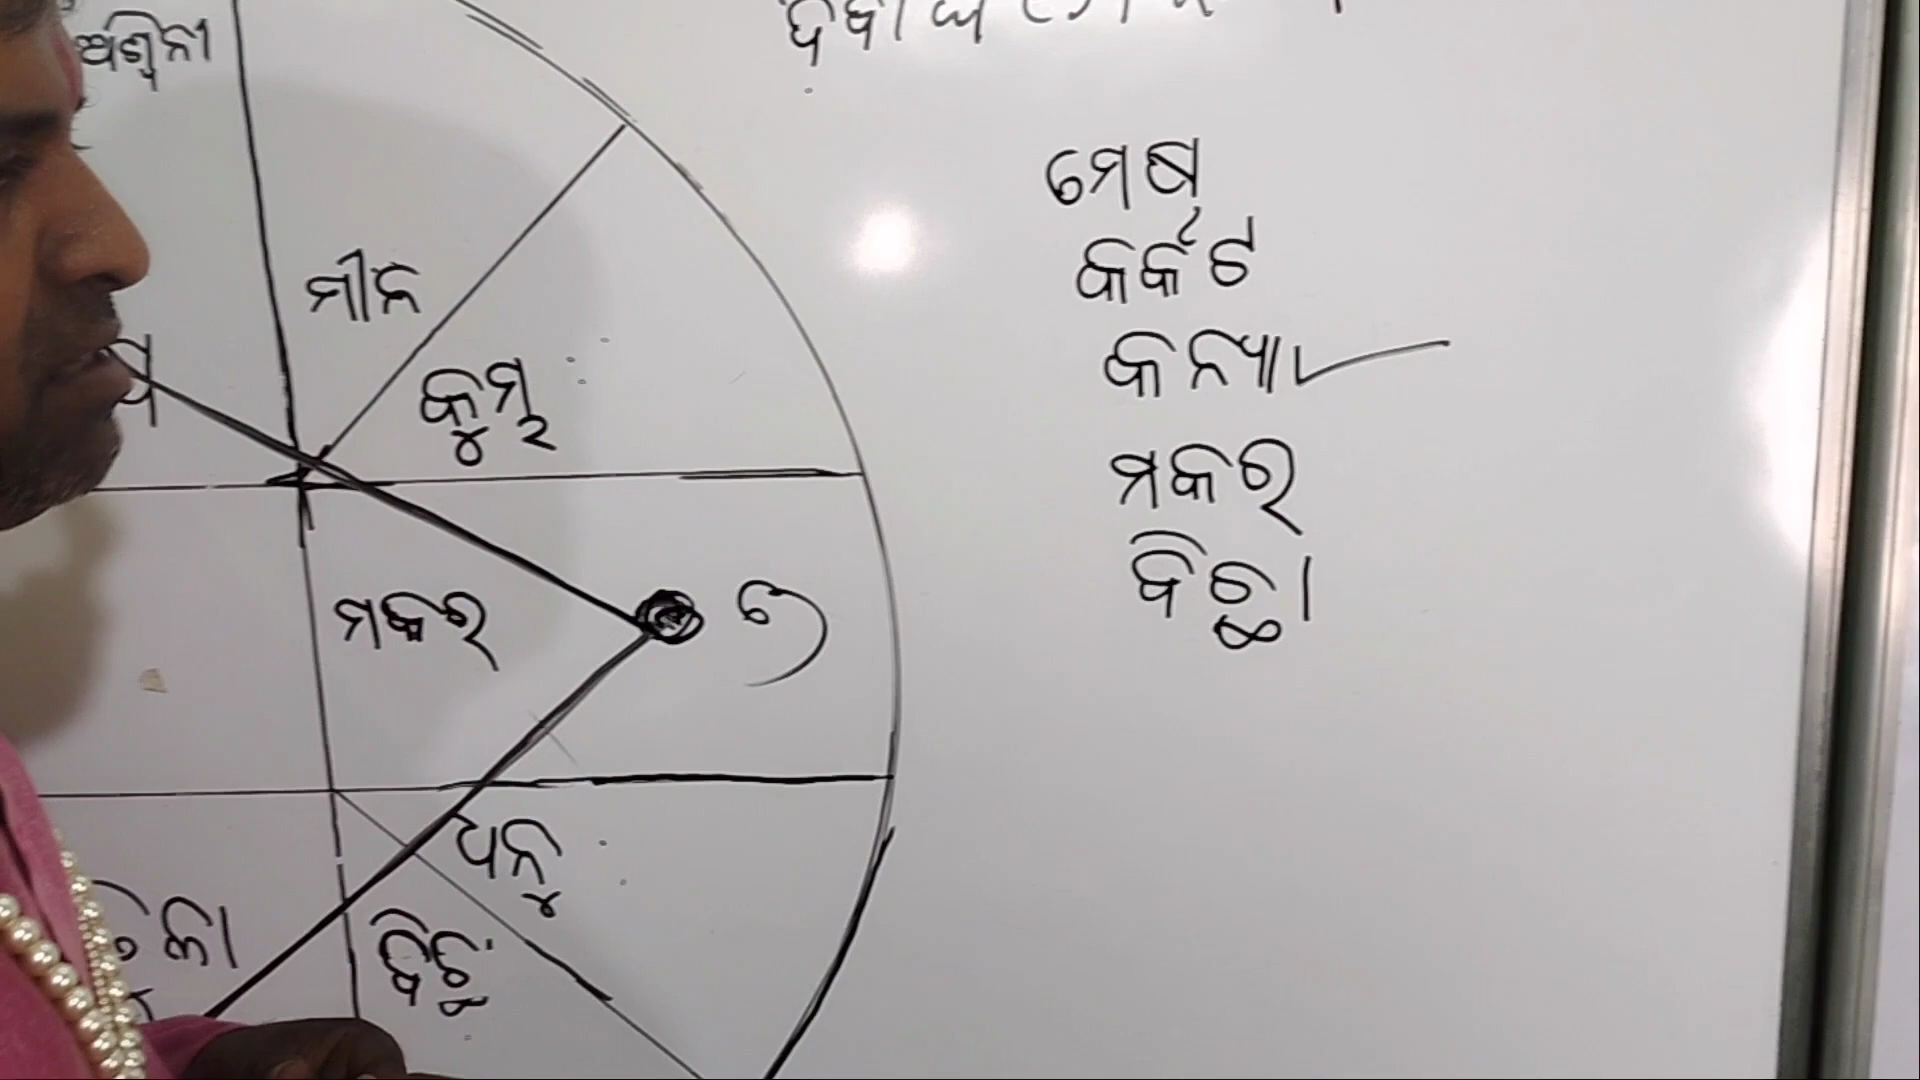 ଅଶ୍ୱିନୀ
ମୀନ
କୁମ୍ଭ
ମକର
ଧନୁ
ବିଛା
ମେଷ
କର୍କଟ
କନ୍ୟା
ମକର
ବିଛା